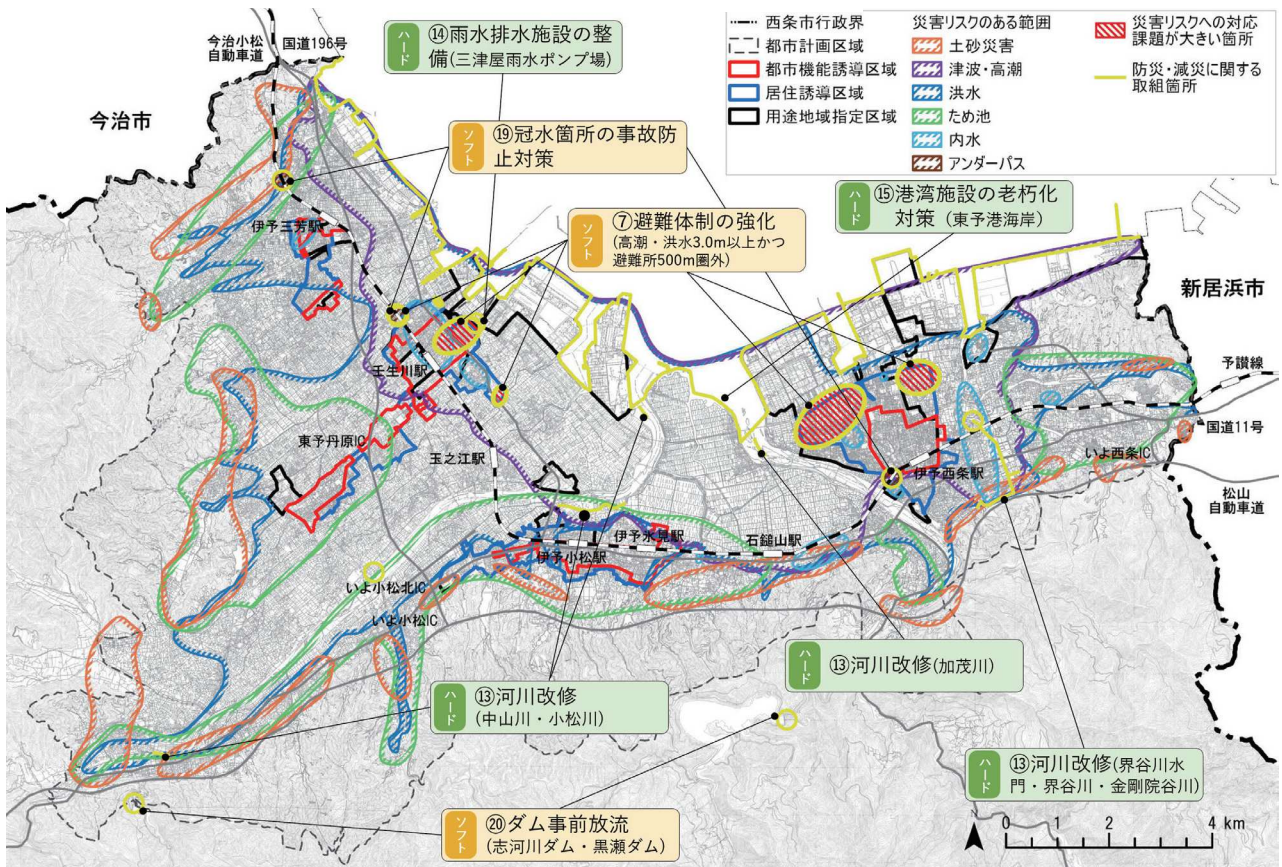 今治小松
自動車道
国道196号
ハード
⑭雨水排水施設の整
備(三津屋雨水ポンプ場)
西条市行政界
都市計画区域
都市機能誘導区域
居住誘導区域
用途地域指定区域
災害リスクのある範囲
土砂災害
津波・高潮
洪水
ため池
内水
アンダーパス
災害リスクへの対応
課題が大きい箇所
防災・減災に関する
取組箇所
今治市
ソフト
⑲冠水箇所の事故防
止対策
ソフト
⑦避難体制の強化
(高潮・洪水3.0m以上かつ
避難所500m圏外)
ハード
⑮港湾施設の老朽化
対策(東予港海岸)
新居浜市
伊予三芳駅
壬生川駅
予讃線
国道11号
東予丹原IC
玉之江駅
伊予西条駅
いよ西条IC
松山
自動車道
伊予氷見駅
石鎚山駅
伊予小松駅
いよ小松北IC
いよ小松IC
ハード
⑬河川改修(加茂川)
ハード
⑬河川改修
(中山川・小松川)
ハード
⑬河川改修(界谷川水
門・界谷川・金剛院谷川)
ソフト
⑳ダム事前放流
(志河川ダム・黒瀬ダム)
0 1 2 4 km